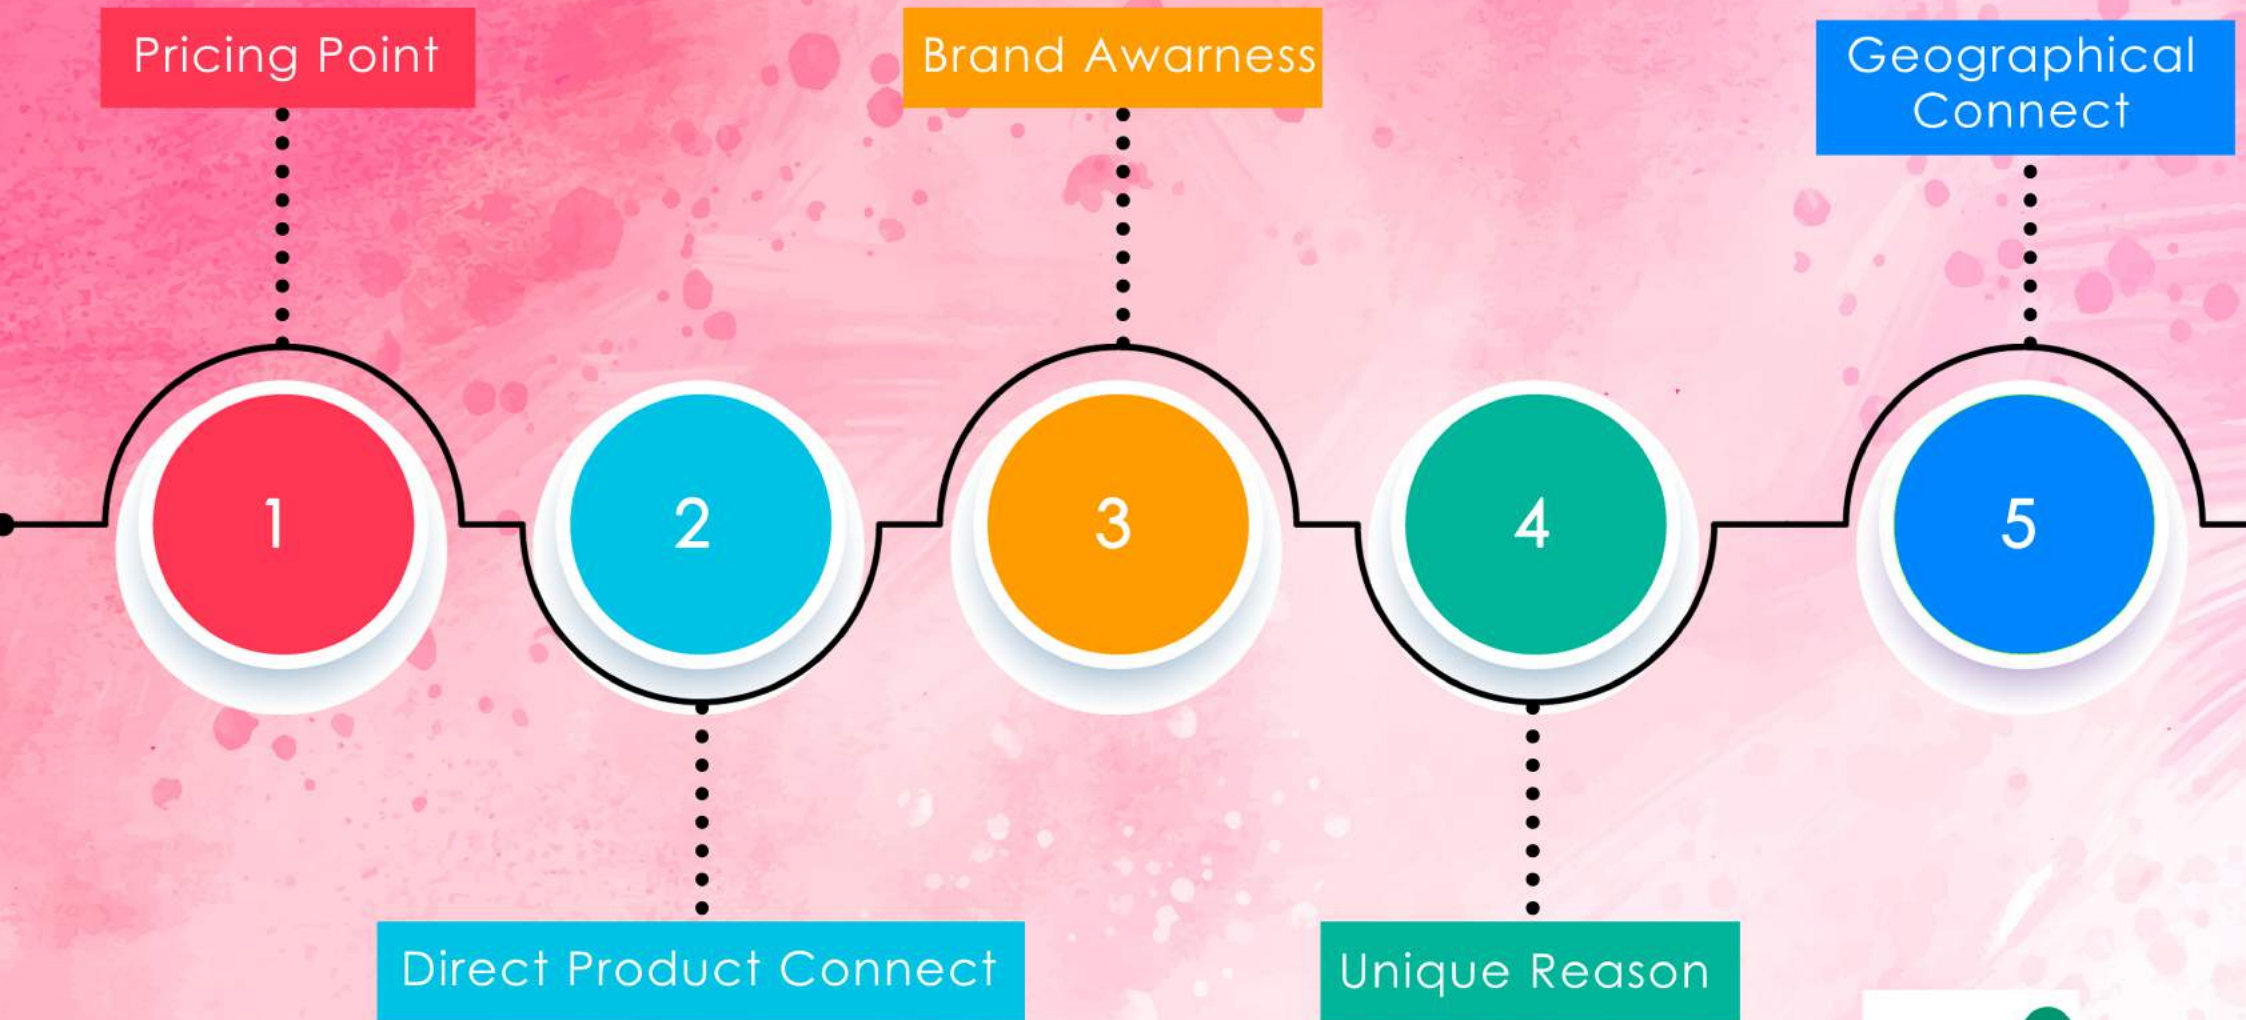 Pricing Point
Brand Awarness
Geographical
Connect
1
2
3
4
5
Direct Product Connect
Unique Reason